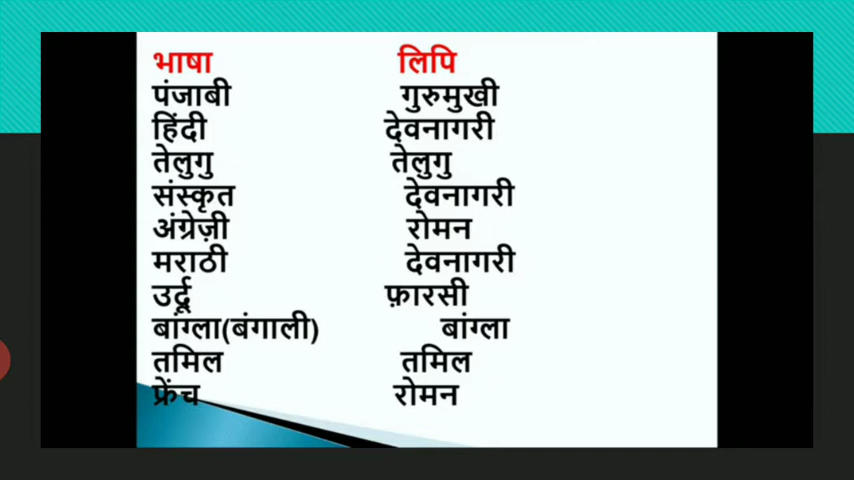 भाषा लिपि
पंजाबी गुरुमुखी
हिंदी देवनागरी
तेलुगु तेलुगु
संस्कृत देवनागरी
अंग्रेज़ी रोमन
मराठी देवनागरी
उर्दू फ़ारसी
बांग्ला(बंगाली) बांग्ला
तमिल तमिल
फ्रेंच रोमन